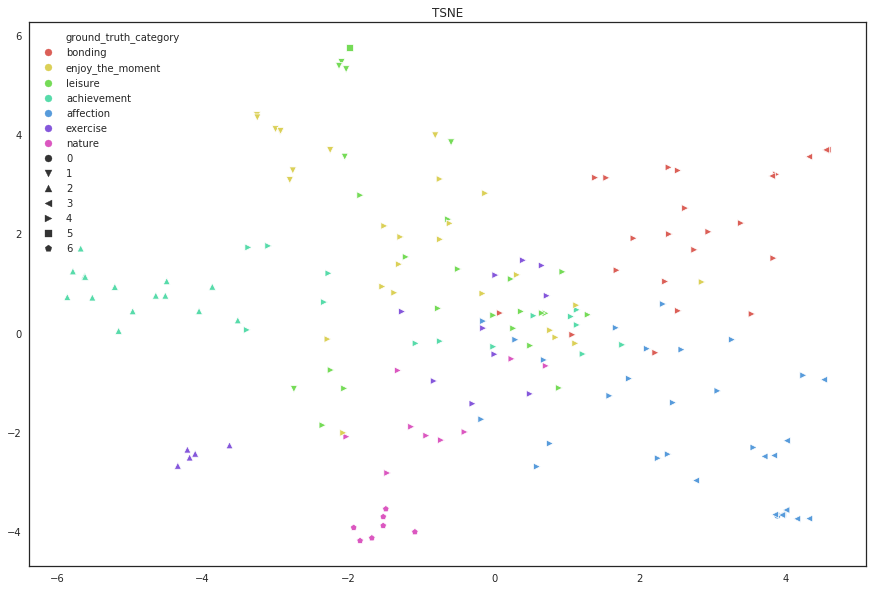 TSNE
ground_truth_category
bonding
enjoy_the_moment
leisure
achievement
affection
exercise
nature
0
1
2
3
4
5
6
6
4
2
0
−2
−4
−6 −4 −2 0 2 4